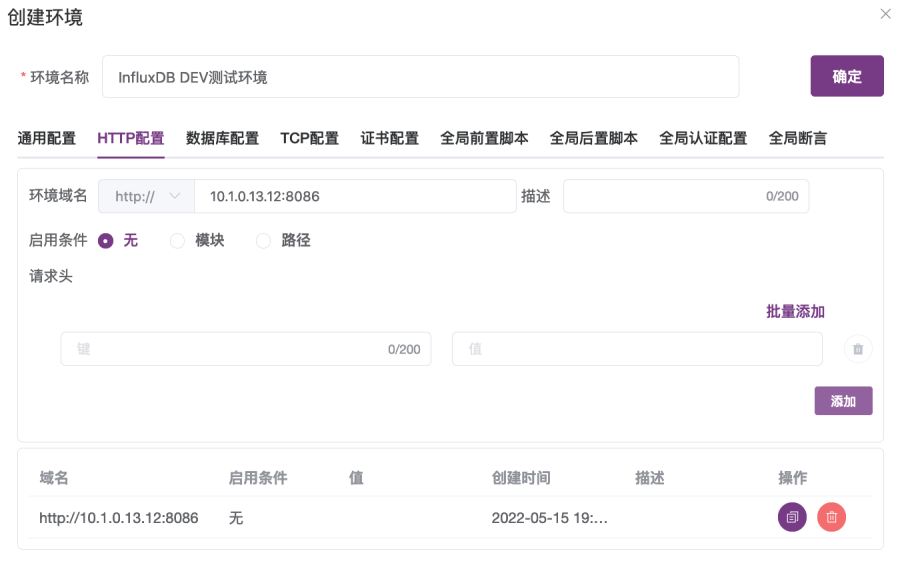 创建环境
* 环境名称 InfluxDB DEV测试环境 确定
通用配置 HTTP配置 数据库配置 TCP配置 证书配置 全局前置脚本 全局后置脚本 全局认证配置 全局断言
环境域名 http:// 10.1.0.13.12:8086 描述 0/200
启用条件 无 模块 路径
请求头
批量添加
键 0/200 值
添加
域名 启用条件 值 创建时间 描述 操作
http://10.1.0.13.12:8086 无 2022-05-15 19:...